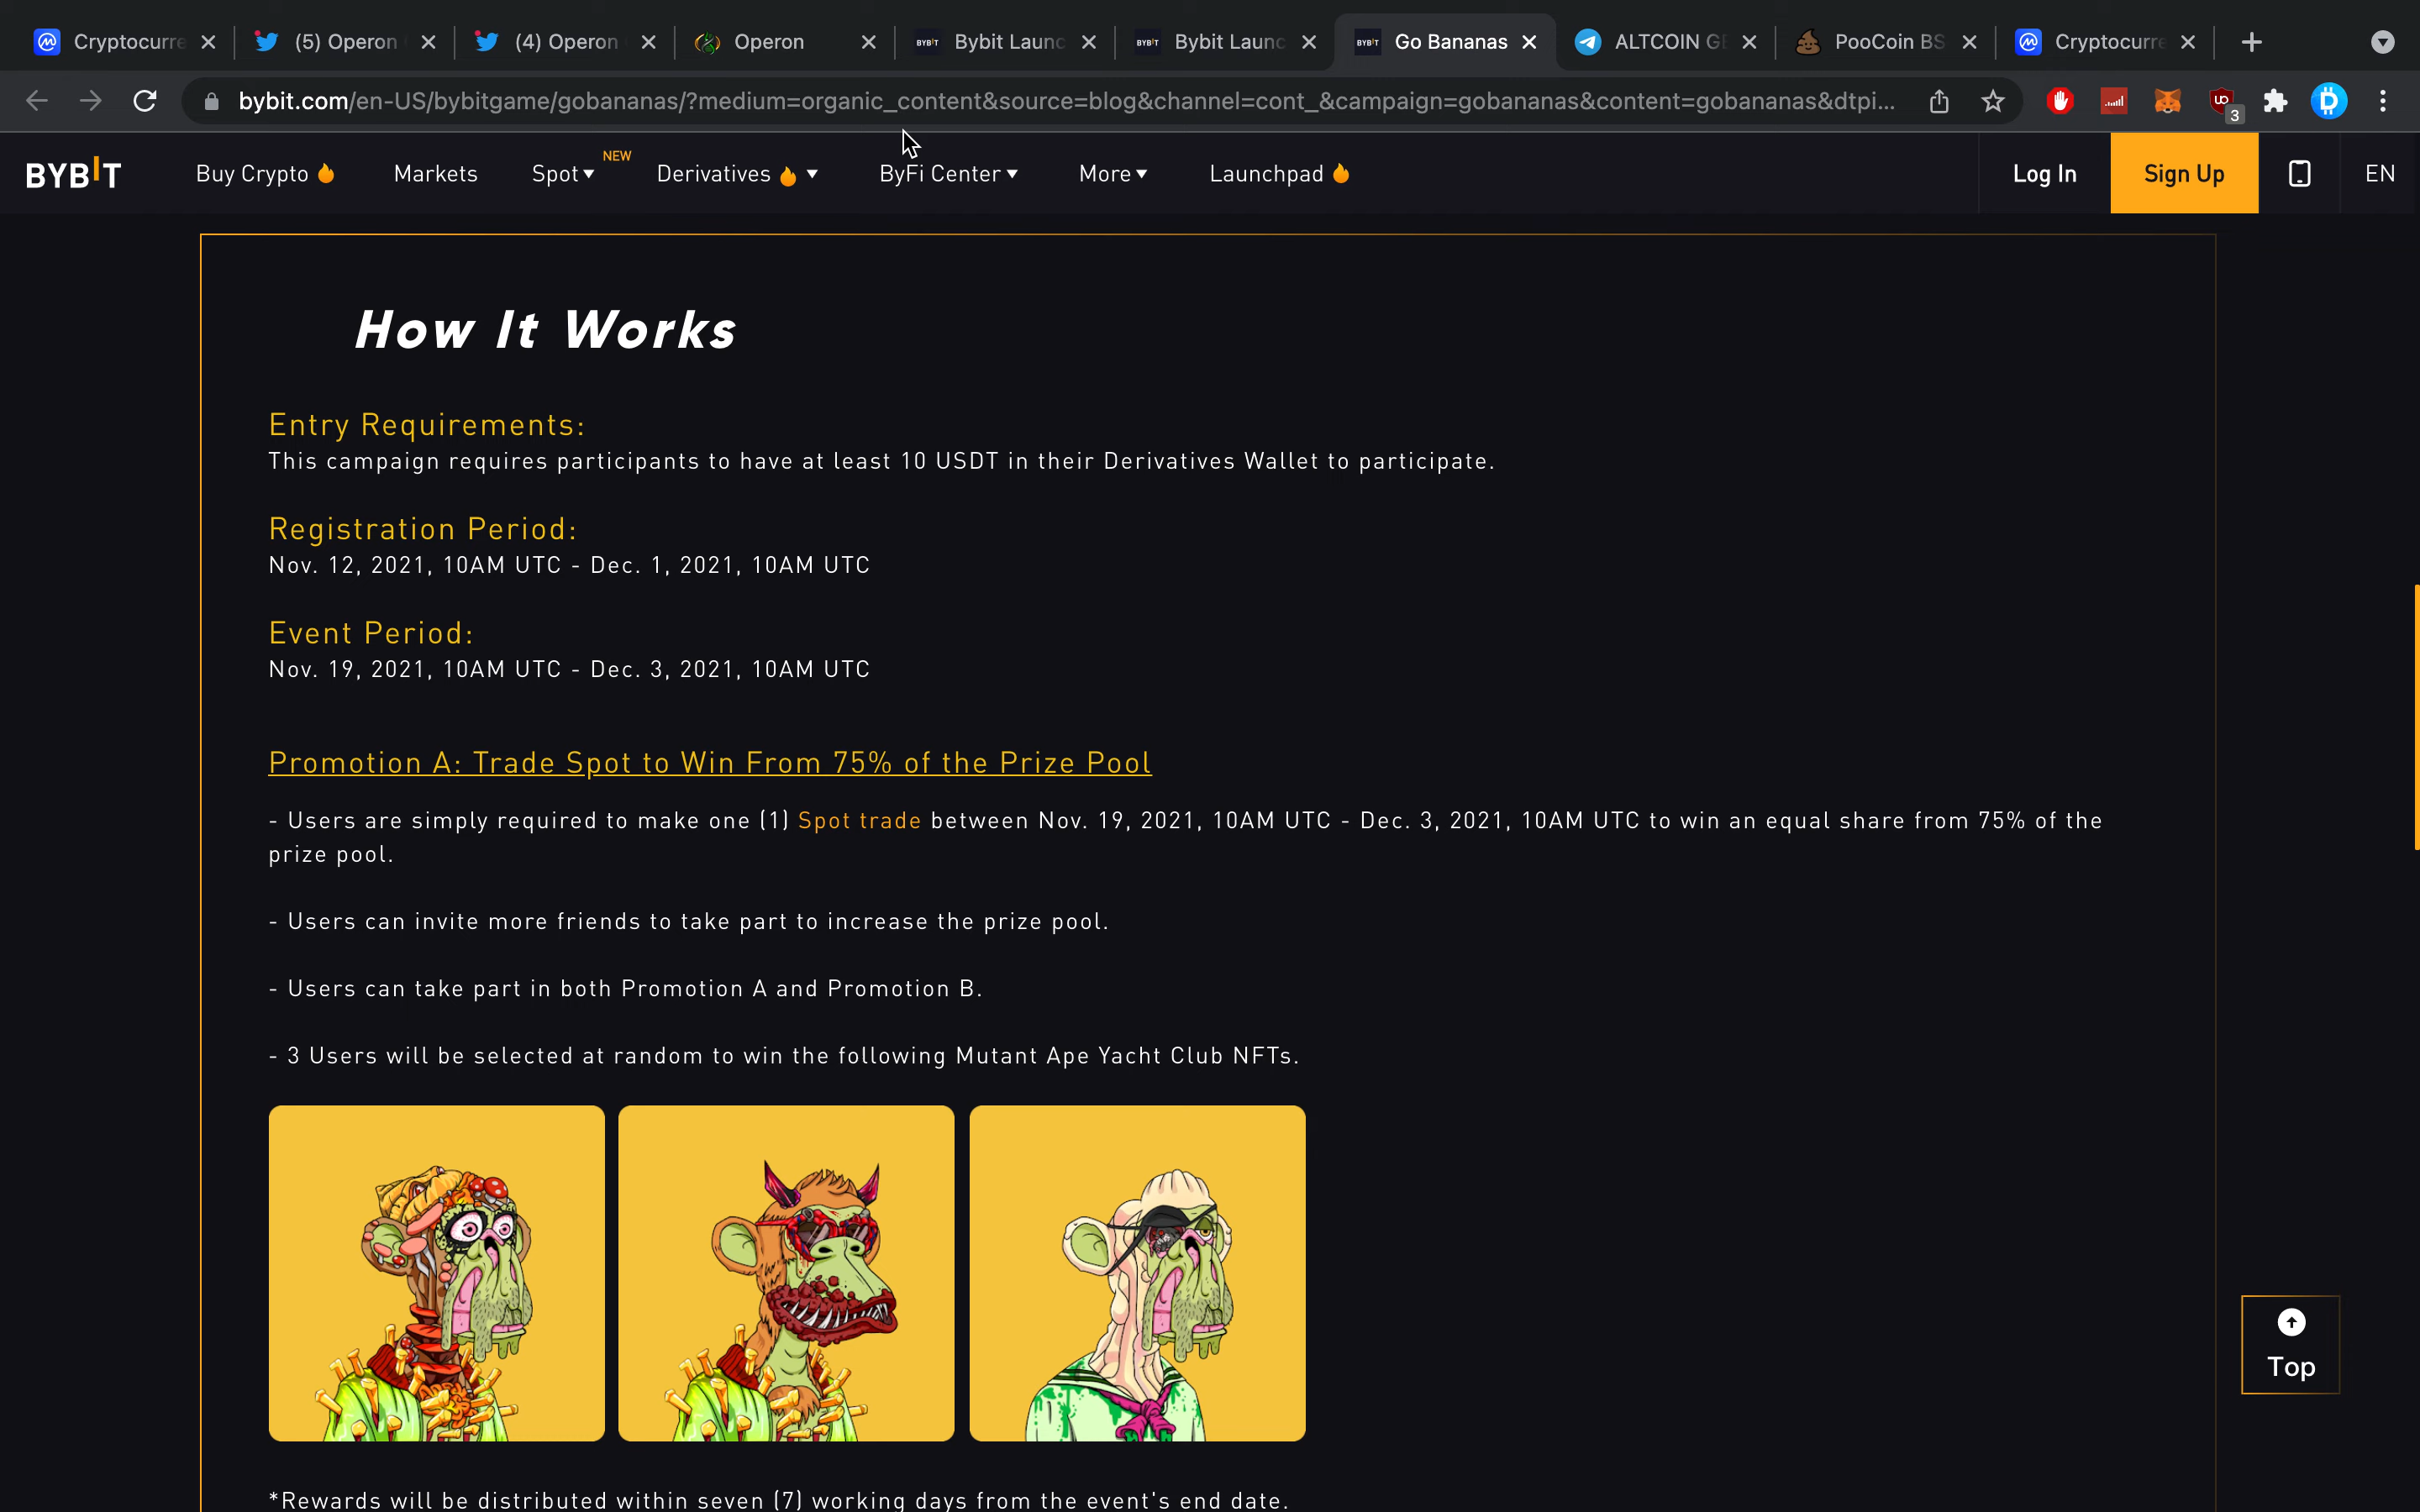 Cryptocurre
(5) Operon
(4) Operon
Operon
BYBIT Bybit Launc
BYBIT Bybit Launc
BYBIT Go Bananas
ALTCOIN GE
PooCoin BS
Cryptocurre
bybit.com/en-US/bybitgame/gobananas/?medium=organic_content&source=blog&channel=cont_&campaign=gobananas&content=gobananas&dtpi...
3
BYBIT
Buy Crypto
Markets
Spot
NEW
Derivatives
ByFi Center
More
Launchpad
Log In
Sign Up
EN
How It Works
Entry Requirements:
This campaign requires participants to have at least 10 USDT in their Derivatives Wallet to participate.
Registration Period:
Nov. 12, 2021, 10AM UTC - Dec. 1, 2021, 10AM UTC
Event Period:
Nov. 19, 2021, 10AM UTC - Dec. 3, 2021, 10AM UTC
Promotion A: Trade Spot to Win From 75% of the Prize Pool
- Users are simply required to make one (1) Spot trade between Nov. 19, 2021, 10AM UTC - Dec. 3, 2021, 10AM UTC to win an equal share from 75% of the
prize pool.
- Users can invite more friends to take part to increase the prize pool.
- Users can take part in both Promotion A and Promotion B.
- 3 Users will be selected at random to win the following Mutant Ape Yacht Club NFTs.
Top
*Rewards will be distributed within seven (7) working days from the event's end date.